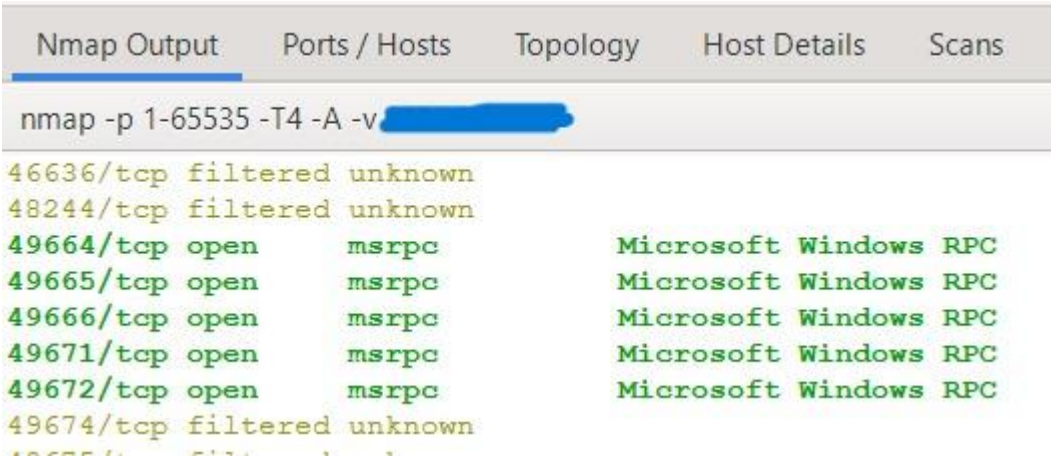 Nmap Output Ports / Hosts Topology Host Details Scans
nmap -p 1-65535 -T4 -A -v
46636/tcp filtered unknown
48244/tcp filtered unknown
49664/tcp open msrpc Microsoft Windows RPC
49665/tcp open msrpc Microsoft Windows RPC
49666/tcp open msrpc Microsoft Windows RPC
49671/tcp open msrpc Microsoft Windows RPC
49672/tcp open msrpc Microsoft Windows RPC
49674/tcp filtered unknown